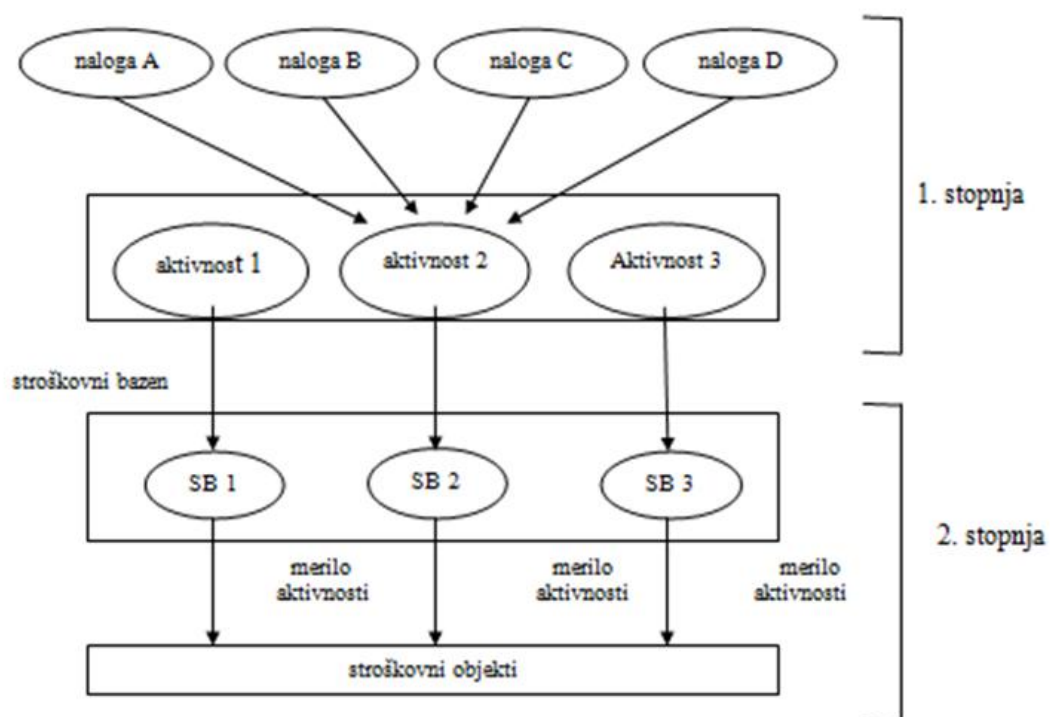 naloga A
naloga B
naloga C
naloga D
1. stopnja
aktivnost 1
aktivnost 2
Aktivnost 3
stroškovni bazen
SB 1
SB 2
SB 3
2. stopnja
merilo
aktivnosti
merilo
aktivnosti
merilo
aktivnosti
stroškovni objekti